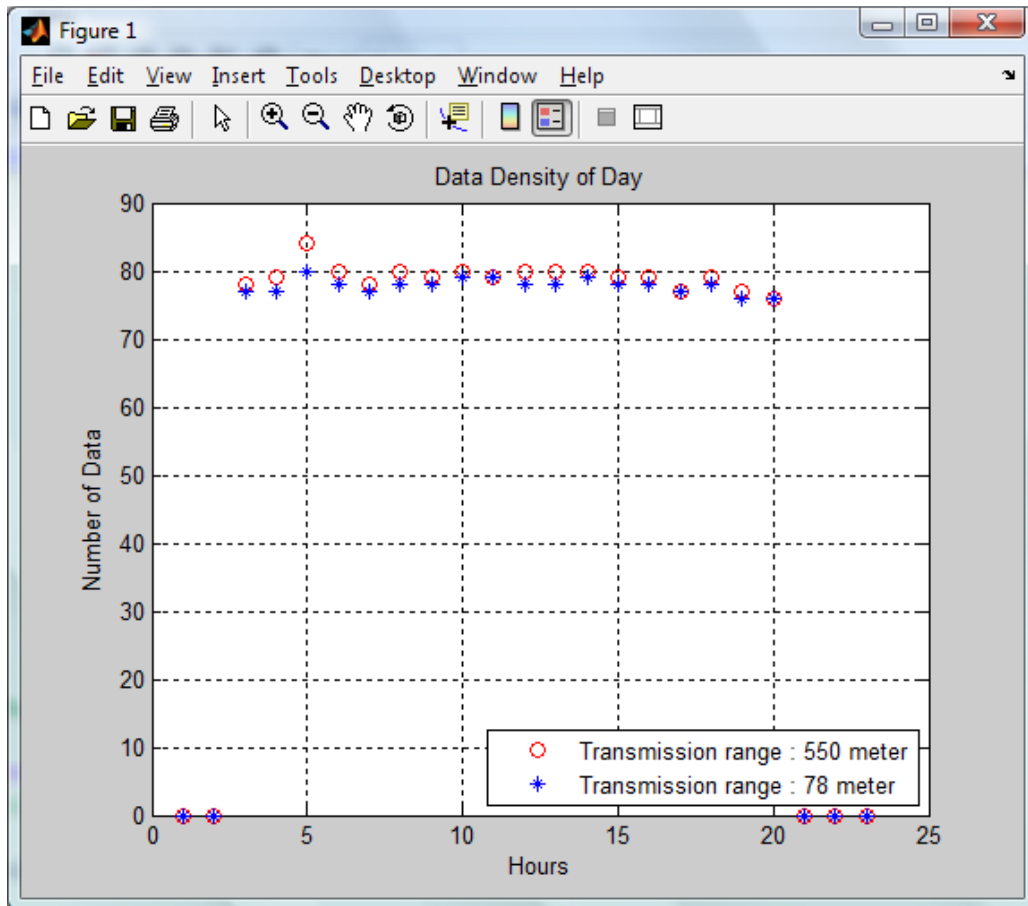 Figure 1
File Edit View Insert Tools Desktop Window Help
Data Density of Day
90
80
70
60
50
40
30
20
10
0
Number of Data
Transmission range : 550 meter
Transmission range : 78 meter
0 5 10 15 20 25
Hours